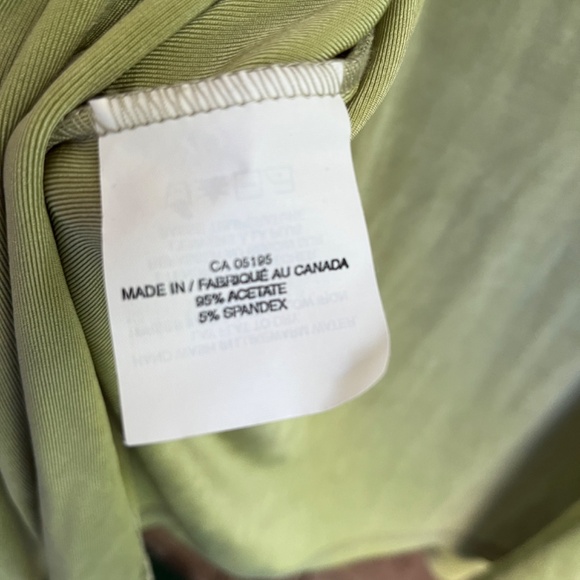 CA 05195
MADE IN / FABRIQUÉ AU CANADA
95% ACETATE
5% SPANDEX